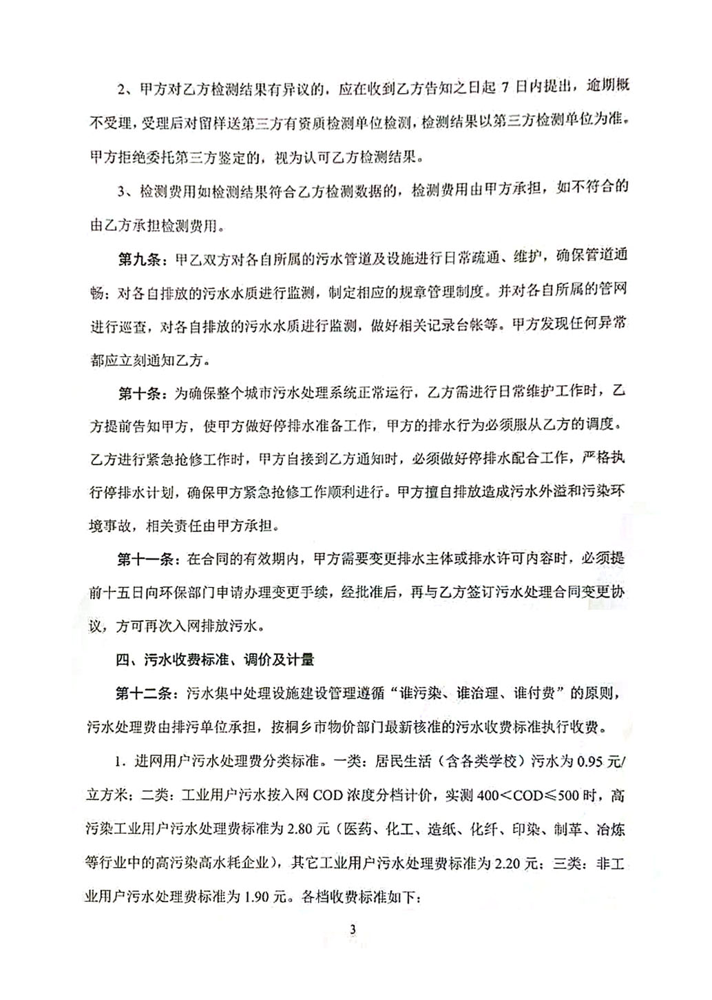 2、甲方对乙方检测结果有异议的，应在收到乙方告知之日起 7 日内提出，逾期概
不受理，受理后对留样送第三方有资质检测单位检测，检测结果以第三方检测单位为准。
甲方拒绝委托第三方鉴定的，视为认可乙方检测结果。
3、检测费用如检测结果符合乙方检测数据的，检测费用由甲方承担，如不符合的
由乙方承担检测费用。
第九条：甲乙双方对各自所属的污水管道及设施进行日常疏通、维护，确保管道通
畅；对各自排放的污水水质进行监测，制定相应的规章管理制度。并对各自所属的管网
进行巡查，对各自排放的污水水质进行监测，做好相关记录台帐等。甲方发现任何异常
都应立刻通知乙方。
第十条：为确保整个城市污水处理系统正常运行，乙方需进行日常维护工作时，乙
方提前告知甲方，使甲方做好停排水准备工作，甲方的排水行为必须服从乙方的调度。
乙方进行紧急抢修工作时，甲方自接到乙方通知时，必须做好停排水配合工作，严格执
行停排水计划，确保甲方紧急抢修工作顺利进行。甲方擅自排放造成污水外溢和污染环
境事故，相关责任由甲方承担。
第十一条：在合同的有效期内，甲方需要变更排水主体或排水许可内容时，必须提
前十五日向环保部门申请办理变更手续，经批准后，再与乙方签订污水处理合同变更协
议，方可再次入网排放污水。
四、污水收费标准、调价及计量
第十二条：污水集中处理设施建设管理遵循“谁污染、谁治理、谁付费”的原则，
污水处理费由排污单位承担，按桐乡市物价部门最新核准的污水收费标准执行收费。
1．进网用户污水处理费分类标准。一类：居民生活（含各类学校）污水为 0.95 元/
立方米；二类：工业用户污水按入网 COD 浓度分档计价，实测 400＜COD≤500 时，高
污染工业用户污水处理费标准为 2.80 元（医药、化工、造纸、化纤、印染、制革、冶炼
等行业中的高污染高水耗企业），其它工业用户污水处理费标准为 2.20 元；三类：非工
业用户污水处理费标准为 1.90 元。各档收费标准如下：
3